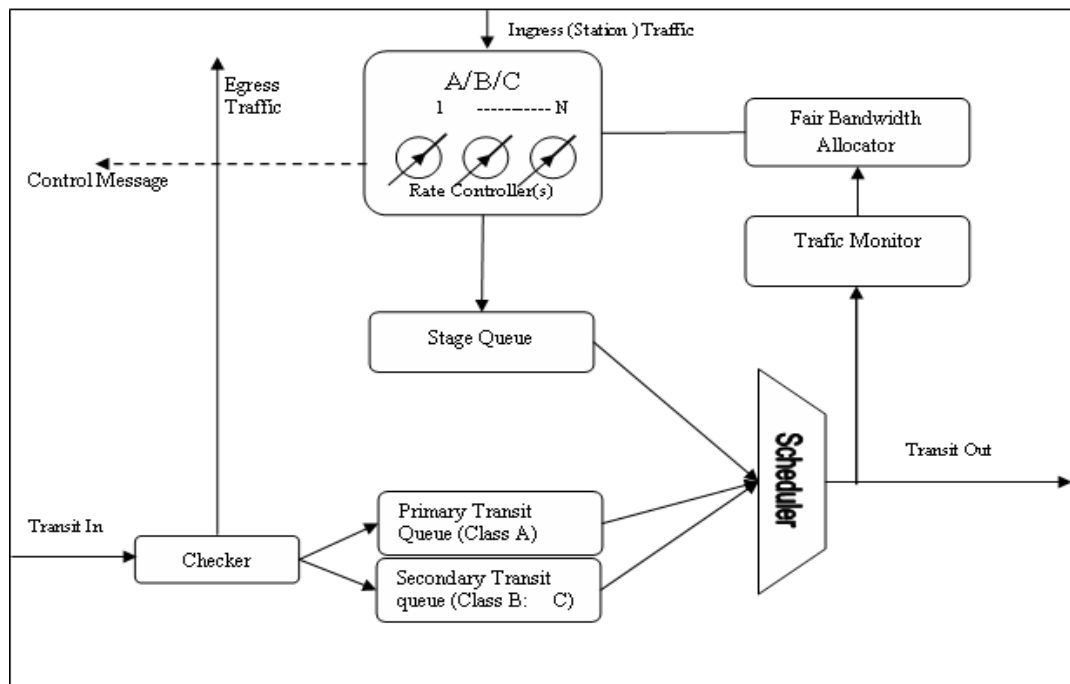 Ingress (Station ) Traffic
A/B/C
1 ----------- N
Rate Controller(s)
Egress
Traffic
Control Message
Fair Bandwidth
Allocator
Trafic Monitor
Stage Queue
Scheduler
Transit Out
Transit In
Checker
Primary Transit
Queue (Class A)
Secondary Transit
queue (Class B: C)